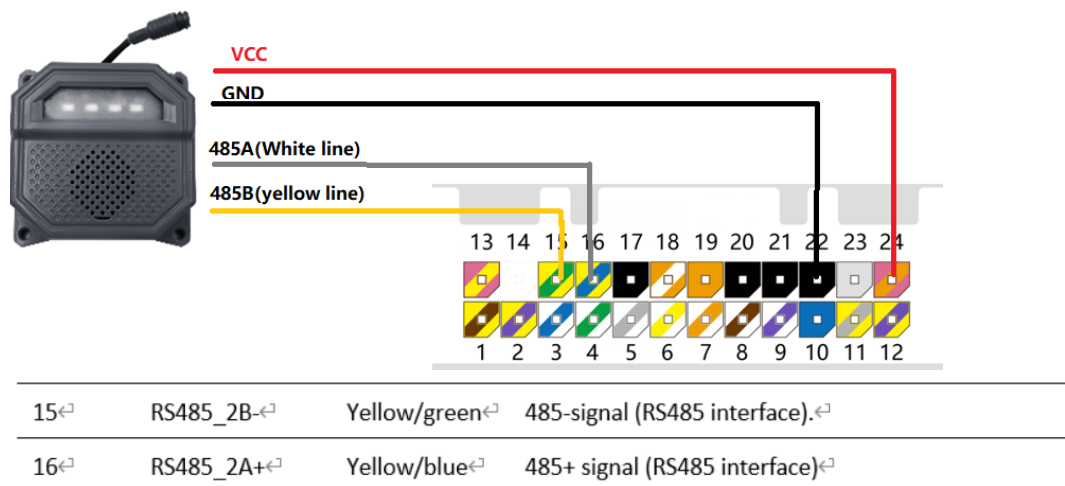 VCC
GND
485A(White line)
485B(yellow line)
13 14 15 16 17 18 19 20 21 22 23 24
1 2 3 4 5 6 7 8 9 10 11 12
15↵ RS485_2B-↵ Yellow/green↵ 485-signal (RS485 interface).↵
16↵ RS485_2A+↵ Yellow/blue↵ 485+ signal (RS485 interface)↵